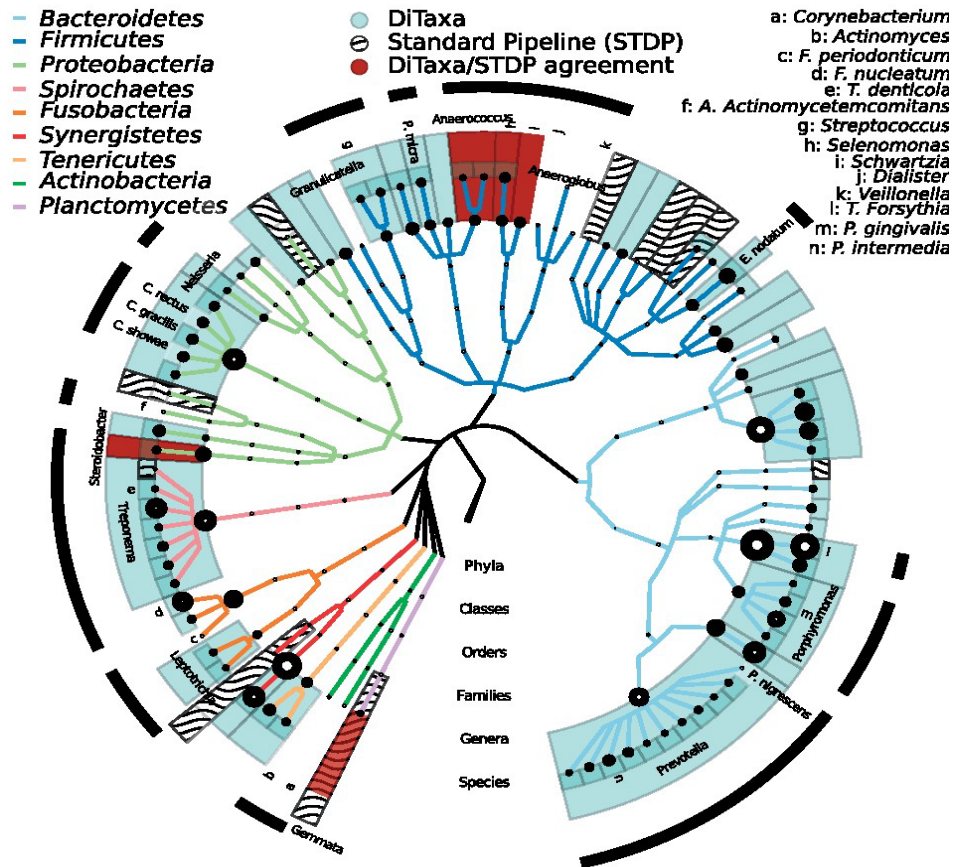 Bacteroidetes
Firmicutes
Proteobacteria
Spirochaetes
Fusobacteria
Synergistetes
Tenericutes
Actinobacteria
Planctomycetes
DiTaxa
Standard Pipeline (STDP)
DiTaxa/STDP agreement
a: Corynebacterium
b: Actinomyces
c: F. periodonticum
d: F. nucleatum
e: T. denticola
f: A. Actinomycetemcomitans
g: Streptococcus
h: Selenomonas
i: Schwartzia
j: Dialister
k: Veillonella
l: T. Forsythia
m: P. gingivalis
n: P. intermedia
Anaerococcus
h
i
j
P. micra
g
Granulicatella
Anaeroglobus
k
E. nodatum
Neisseria
C. rectus
C. gracilis
C. showae
f
Steroidobacter
e
Treponema
d
c
Leptotrichia
b
a
Gemmata
l
m
Porphyromonas
P. nigrescens
Prevotella
n
Phyla
Classes
Orders
Families
Genera
Species